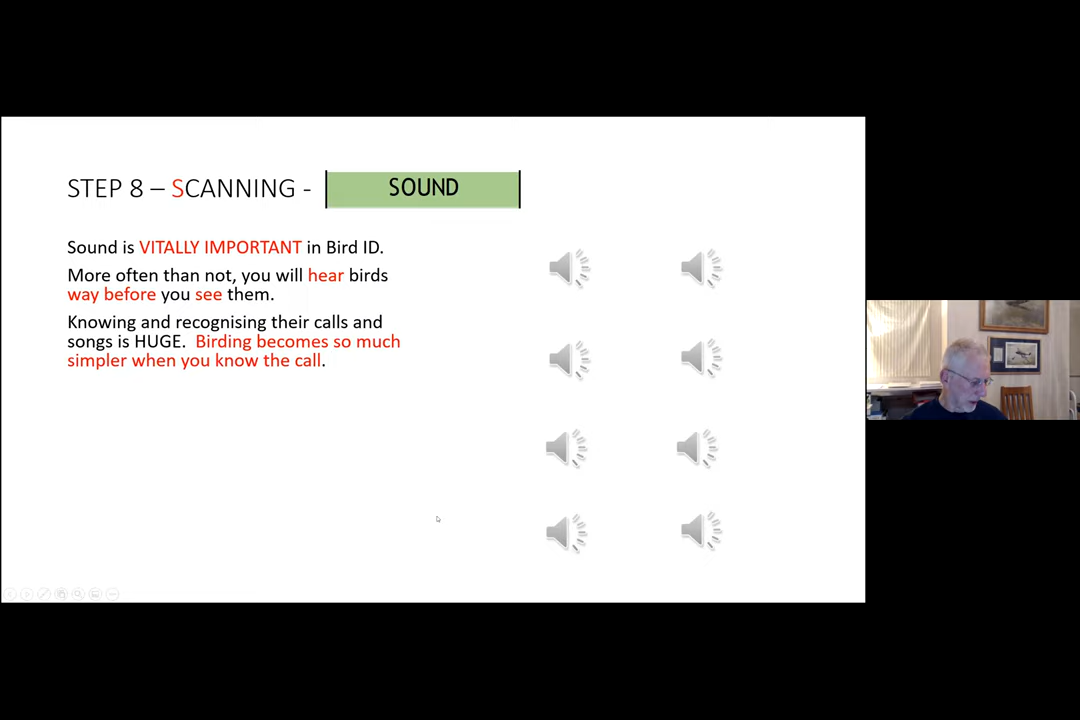 STEP 8 – SCANNING - SOUND
Sound is VITALLY IMPORTANT in Bird ID.
More often than not, you will hear birds
way before you see them.
Knowing and recognising their calls and
songs is HUGE. Birding becomes so much
simpler when you know the call.